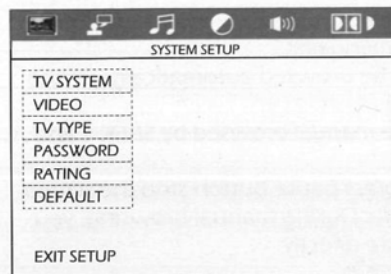 SYSTEM SETUP
TV SYSTEM
VIDEO
TV TYPE
PASSWORD
RATING
DEFAULT
EXIT SETUP